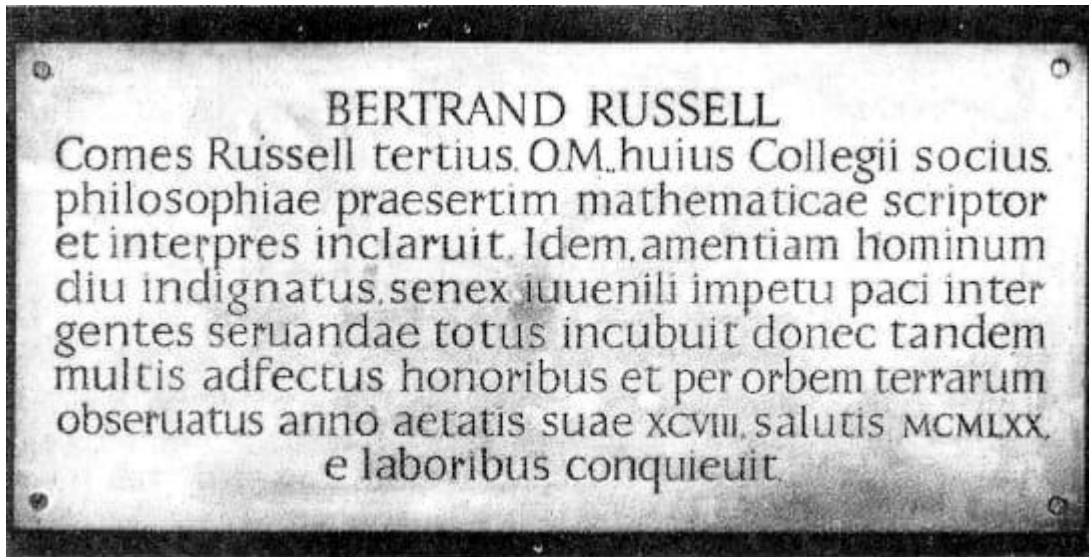 BERTRAND RUSSELL
Comes Russell tertius, O.M., huius Collegii socius,
philosophiae praesertim mathematicae scriptor
et interpres inclaruit. Idem, amentiam hominum
diu indignatus, senex iuuenili impetu paci inter
gentes seruandae totus incubuit donec tandem
multis adfectus honoribus et per orbem terrarum
obseruatus anno aetatis suae XCVIII, salutis MCMLXX,
e laboribus conquieuit.